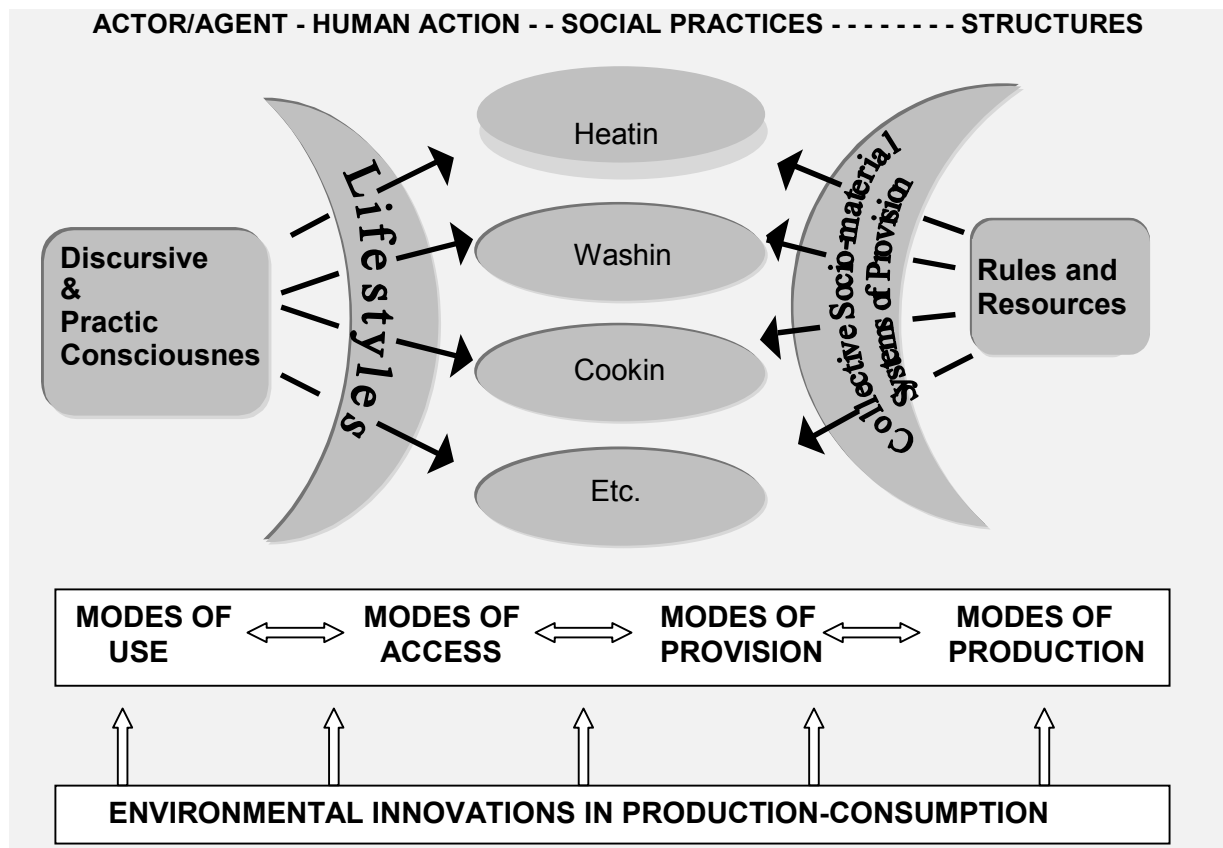 ACTOR/AGENT - HUMAN ACTION - - SOCIAL PRACTICES - - - - - - - - STRUCTURES
Discursive
&
Practic
Consciousnes
Lifestyles
Heatin
Washin
Cookin
Etc.
Collective Socio-material
Systems of Provision
Rules and
Resources
MODES OF
USE
MODES OF
ACCESS
MODES OF
PROVISION
MODES OF
PRODUCTION
ENVIRONMENTAL INNOVATIONS IN PRODUCTION-CONSUMPTION